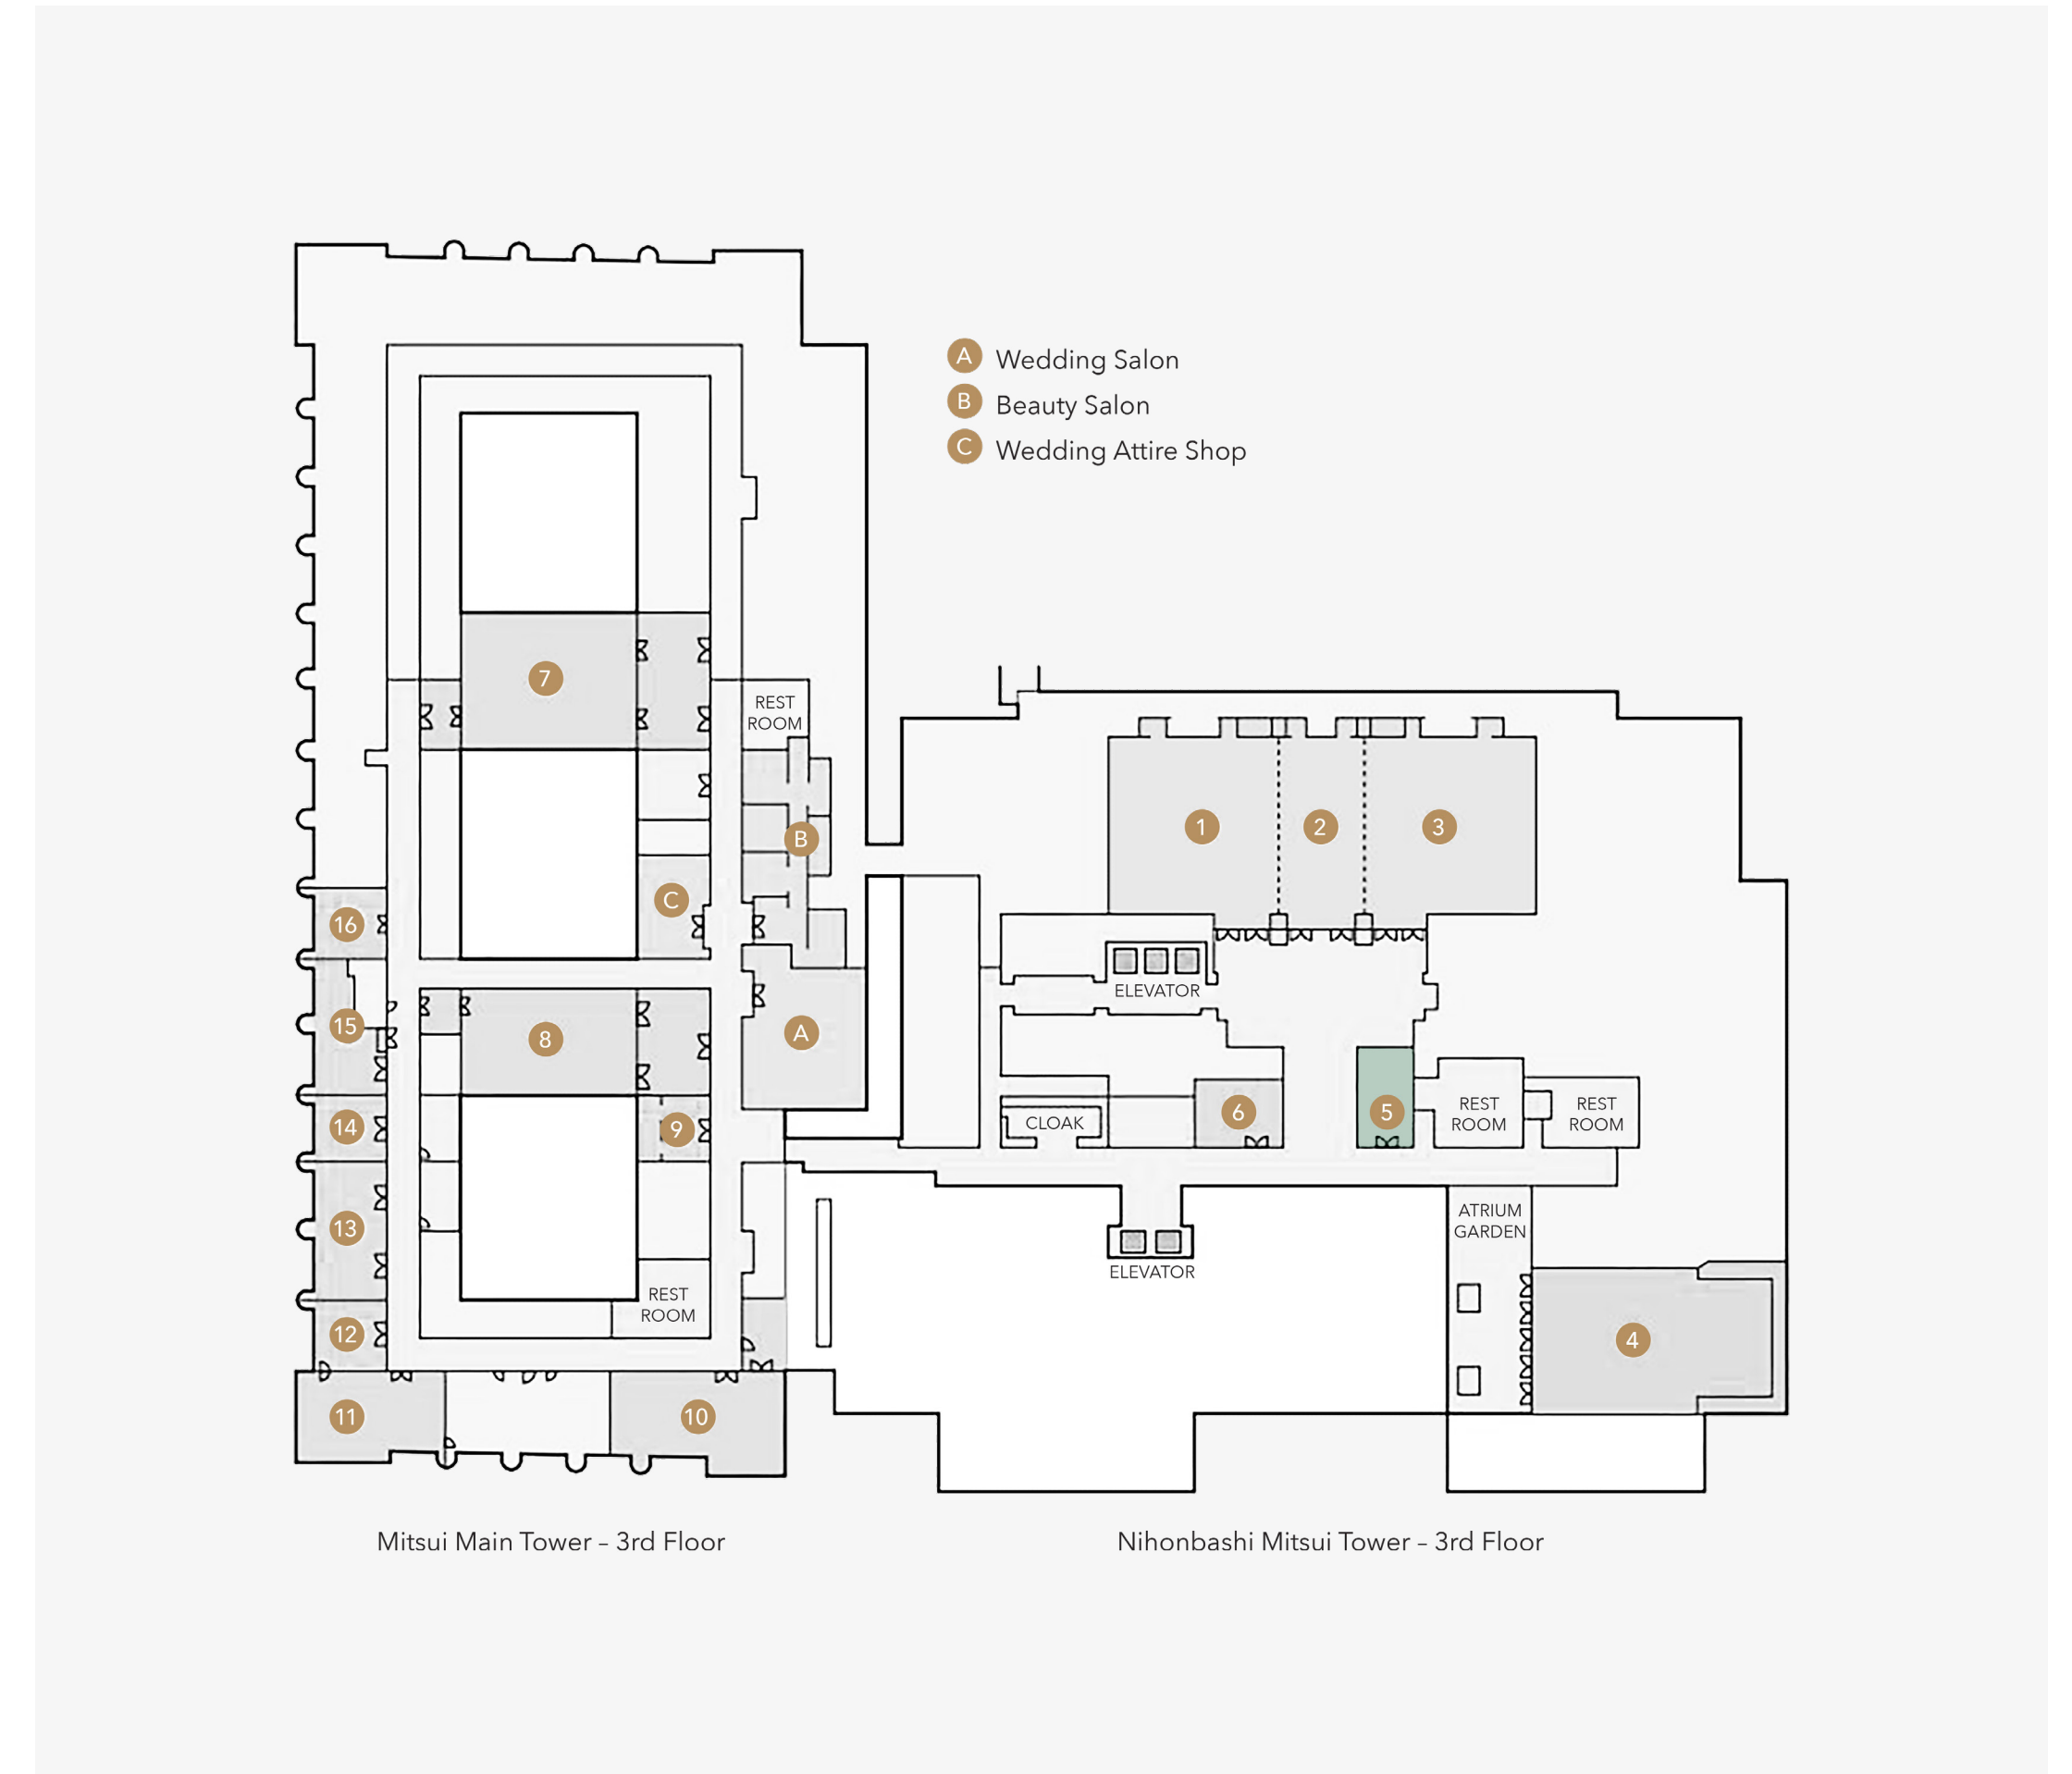 A Wedding Salon
B Beauty Salon
C Wedding Attire Shop
7
REST
ROOM
B
C
16
15
8
A
14
9
13
REST
ROOM
12
11
10
1
2
3
ELEVATOR
CLOAK
6
5
REST
ROOM
REST
ROOM
ELEVATOR
ATRIUM
GARDEN
4
Mitsui Main Tower – 3rd Floor
Nihonbashi Mitsui Tower – 3rd Floor